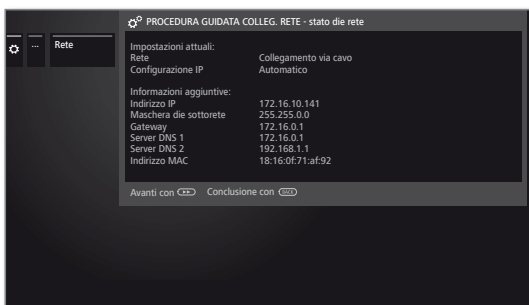 PROCEDURA GUIDATA COLLEG. RETE - stato die rete
... Rete
Impostazioni attuali:
Rete Collegamento via cavo
Configurazione IP Automatico
Informazioni aggiuntive:
Indirizzo IP 172.16.10.141
Maschera die sottorete 255.255.0.0
Gateway 172.16.0.1
Server DNS 1 172.16.0.1
Server DNS 2 192.168.1.1
Indirizzo MAC 18:16:0f:71:af:92
Avanti con Conclusione con BACK